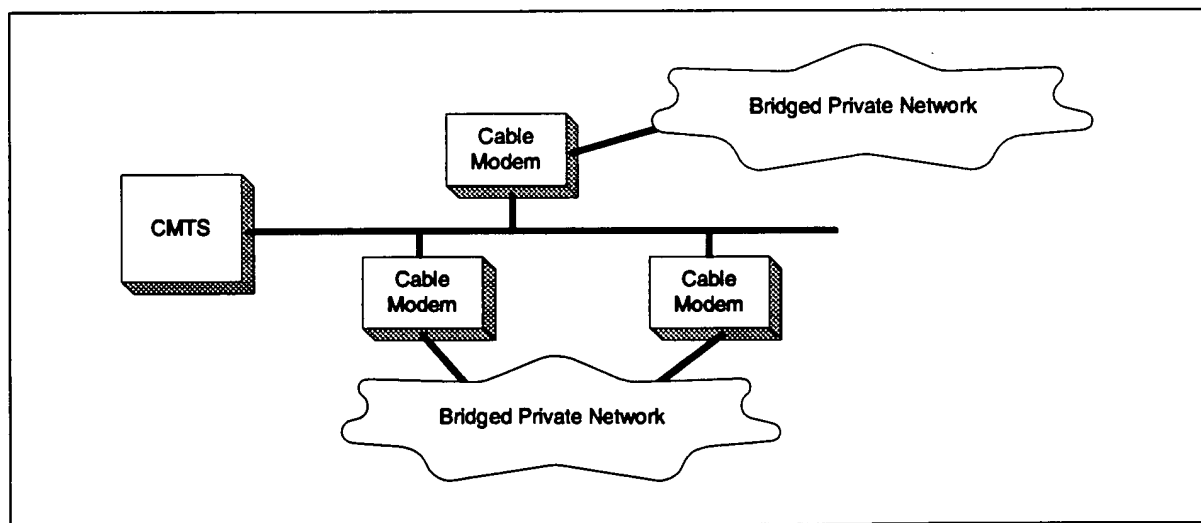 Bridged Private Network
Cable
Modem
CMTS
Cable
Modem
Cable
Modem
Bridged Private Network